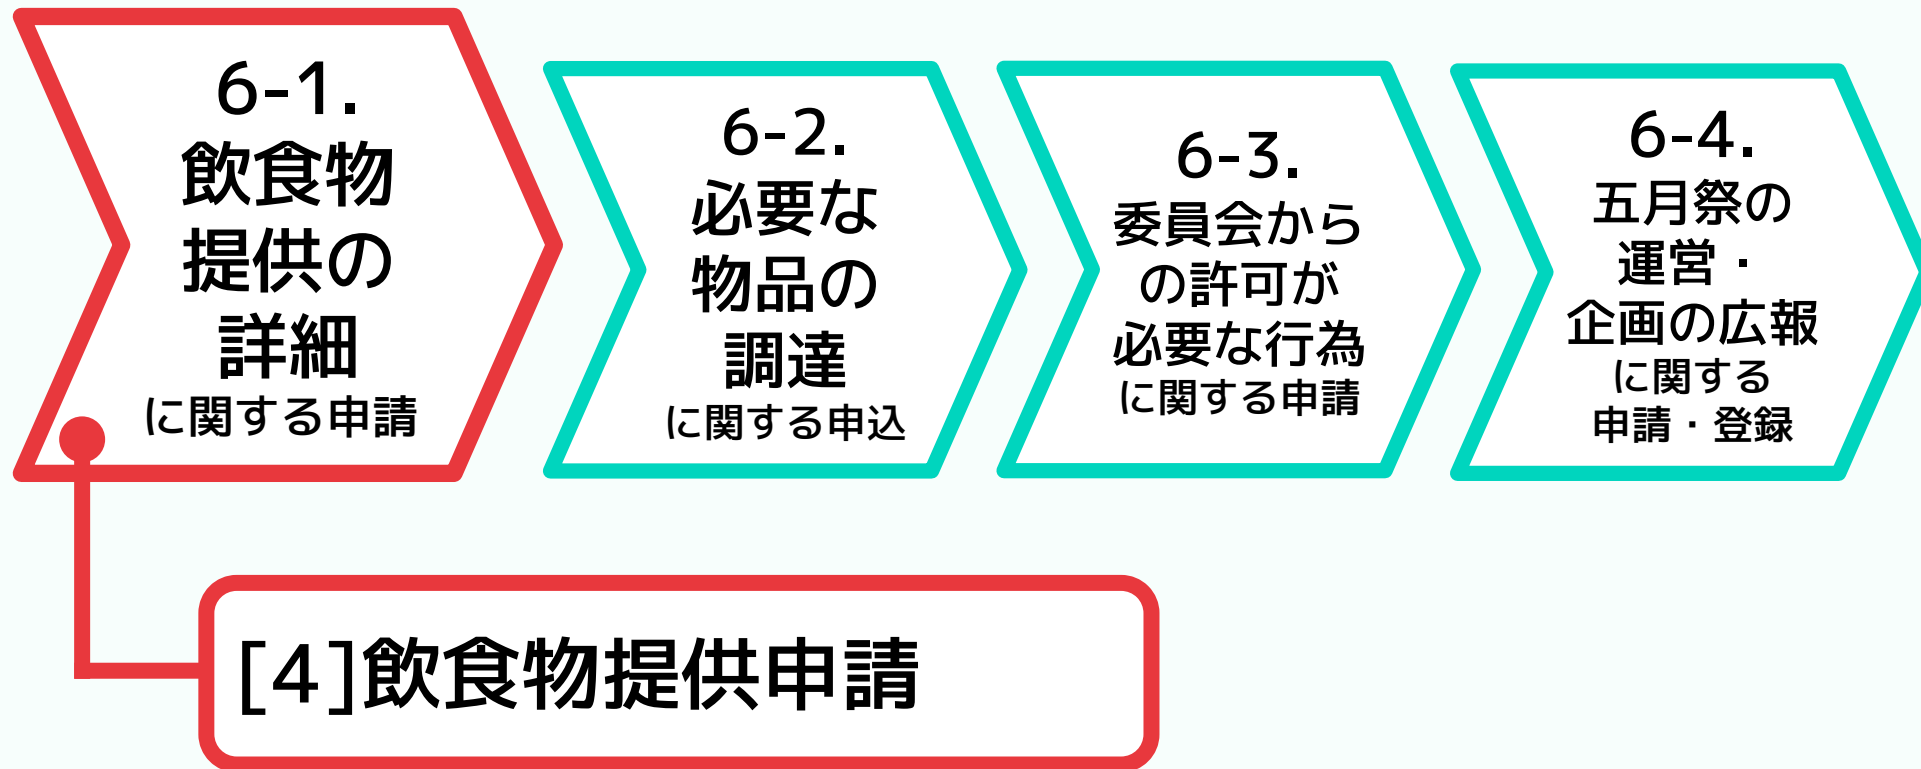 6-1.
飲食物
提供の
詳細
に関する申請
6-2.
必要な
物品の
調達
に関する申込
6-3.
委員会から
の許可が
必要な行為
に関する申請
6-4.
五月祭の
運営・
企画の広報
に関する
申請・登録
[4]飲食物提供申請